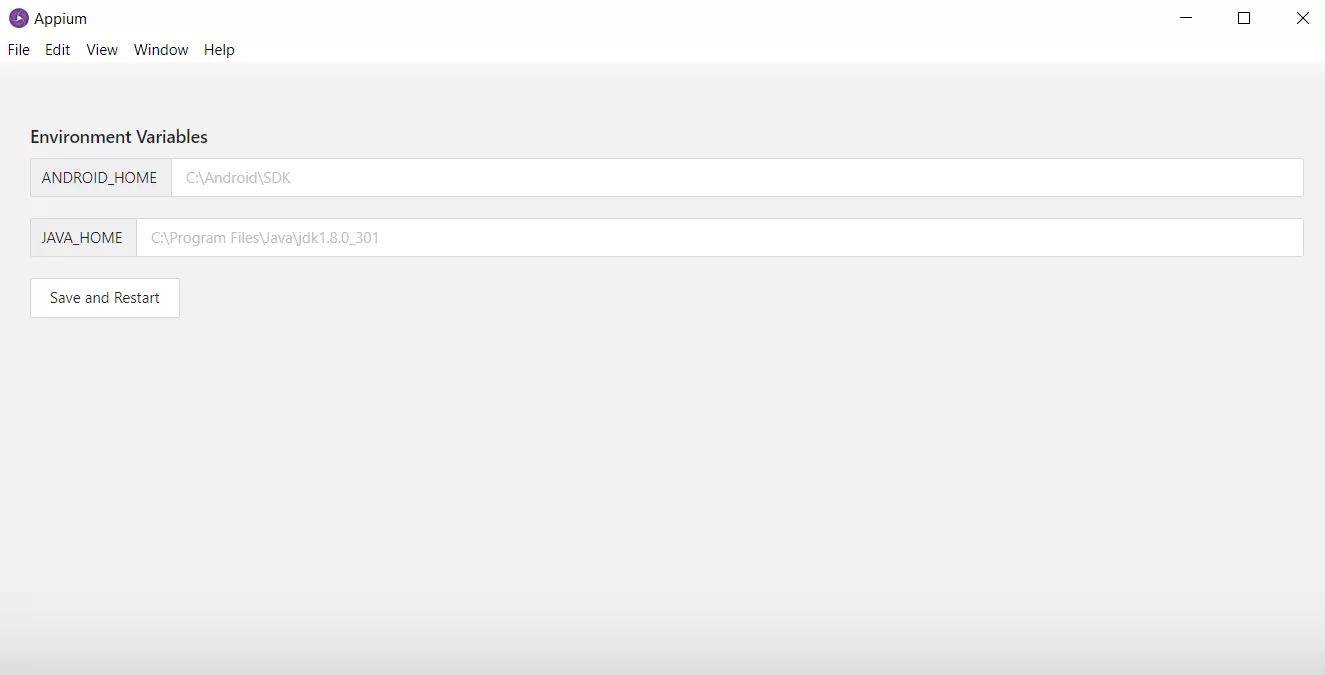 Appium
File Edit View Window Help
Environment Variables
ANDROID_HOME C:\Android\SDK
JAVA_HOME C:\Program Files\Java\jdk1.8.0_301
Save and Restart